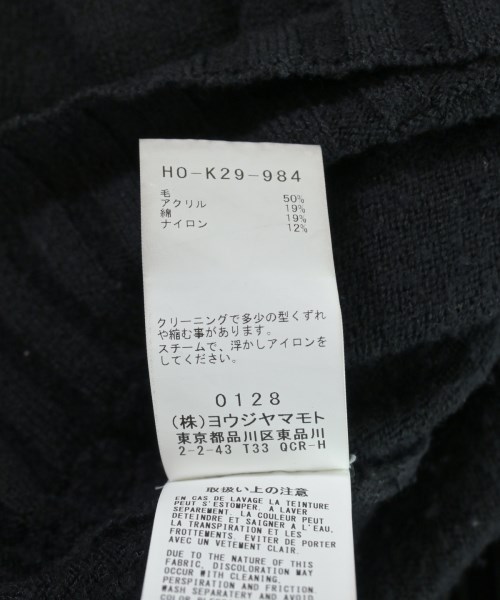 HO-K29-984
毛 50%
アクリル 19%
綿 19%
ナイロン 12%
クリーニングで多少の型くずれ
や縮む事があります。
スチームで、浮かしアイロンを
してください。
0128
(株)ヨウジヤマモト
東京都品川区東品川
2-2-43 T33 QCR-H
取扱い上の注意
EN CAS DE LAVAGE LA TEINTURE
PEUT S'ESTOMPER. A LAVER
SEPAREMENT. LA COULEUR PEUT
DETEINDRE ET SAIGNER A L'EAU,
LA TRANSPIRATION ET LES
FROTTEMENTS. EVITER DE PORTER
AVEC UN VETEMENT CLAIR.
DUE TO THE NATURE OF THIS
FABRIC, DISCOLORATION MAY
OCCUR WITH CLEANING,
PERSPIRATION AND FRICTION.
WASH SEPARATERY AND AVOID